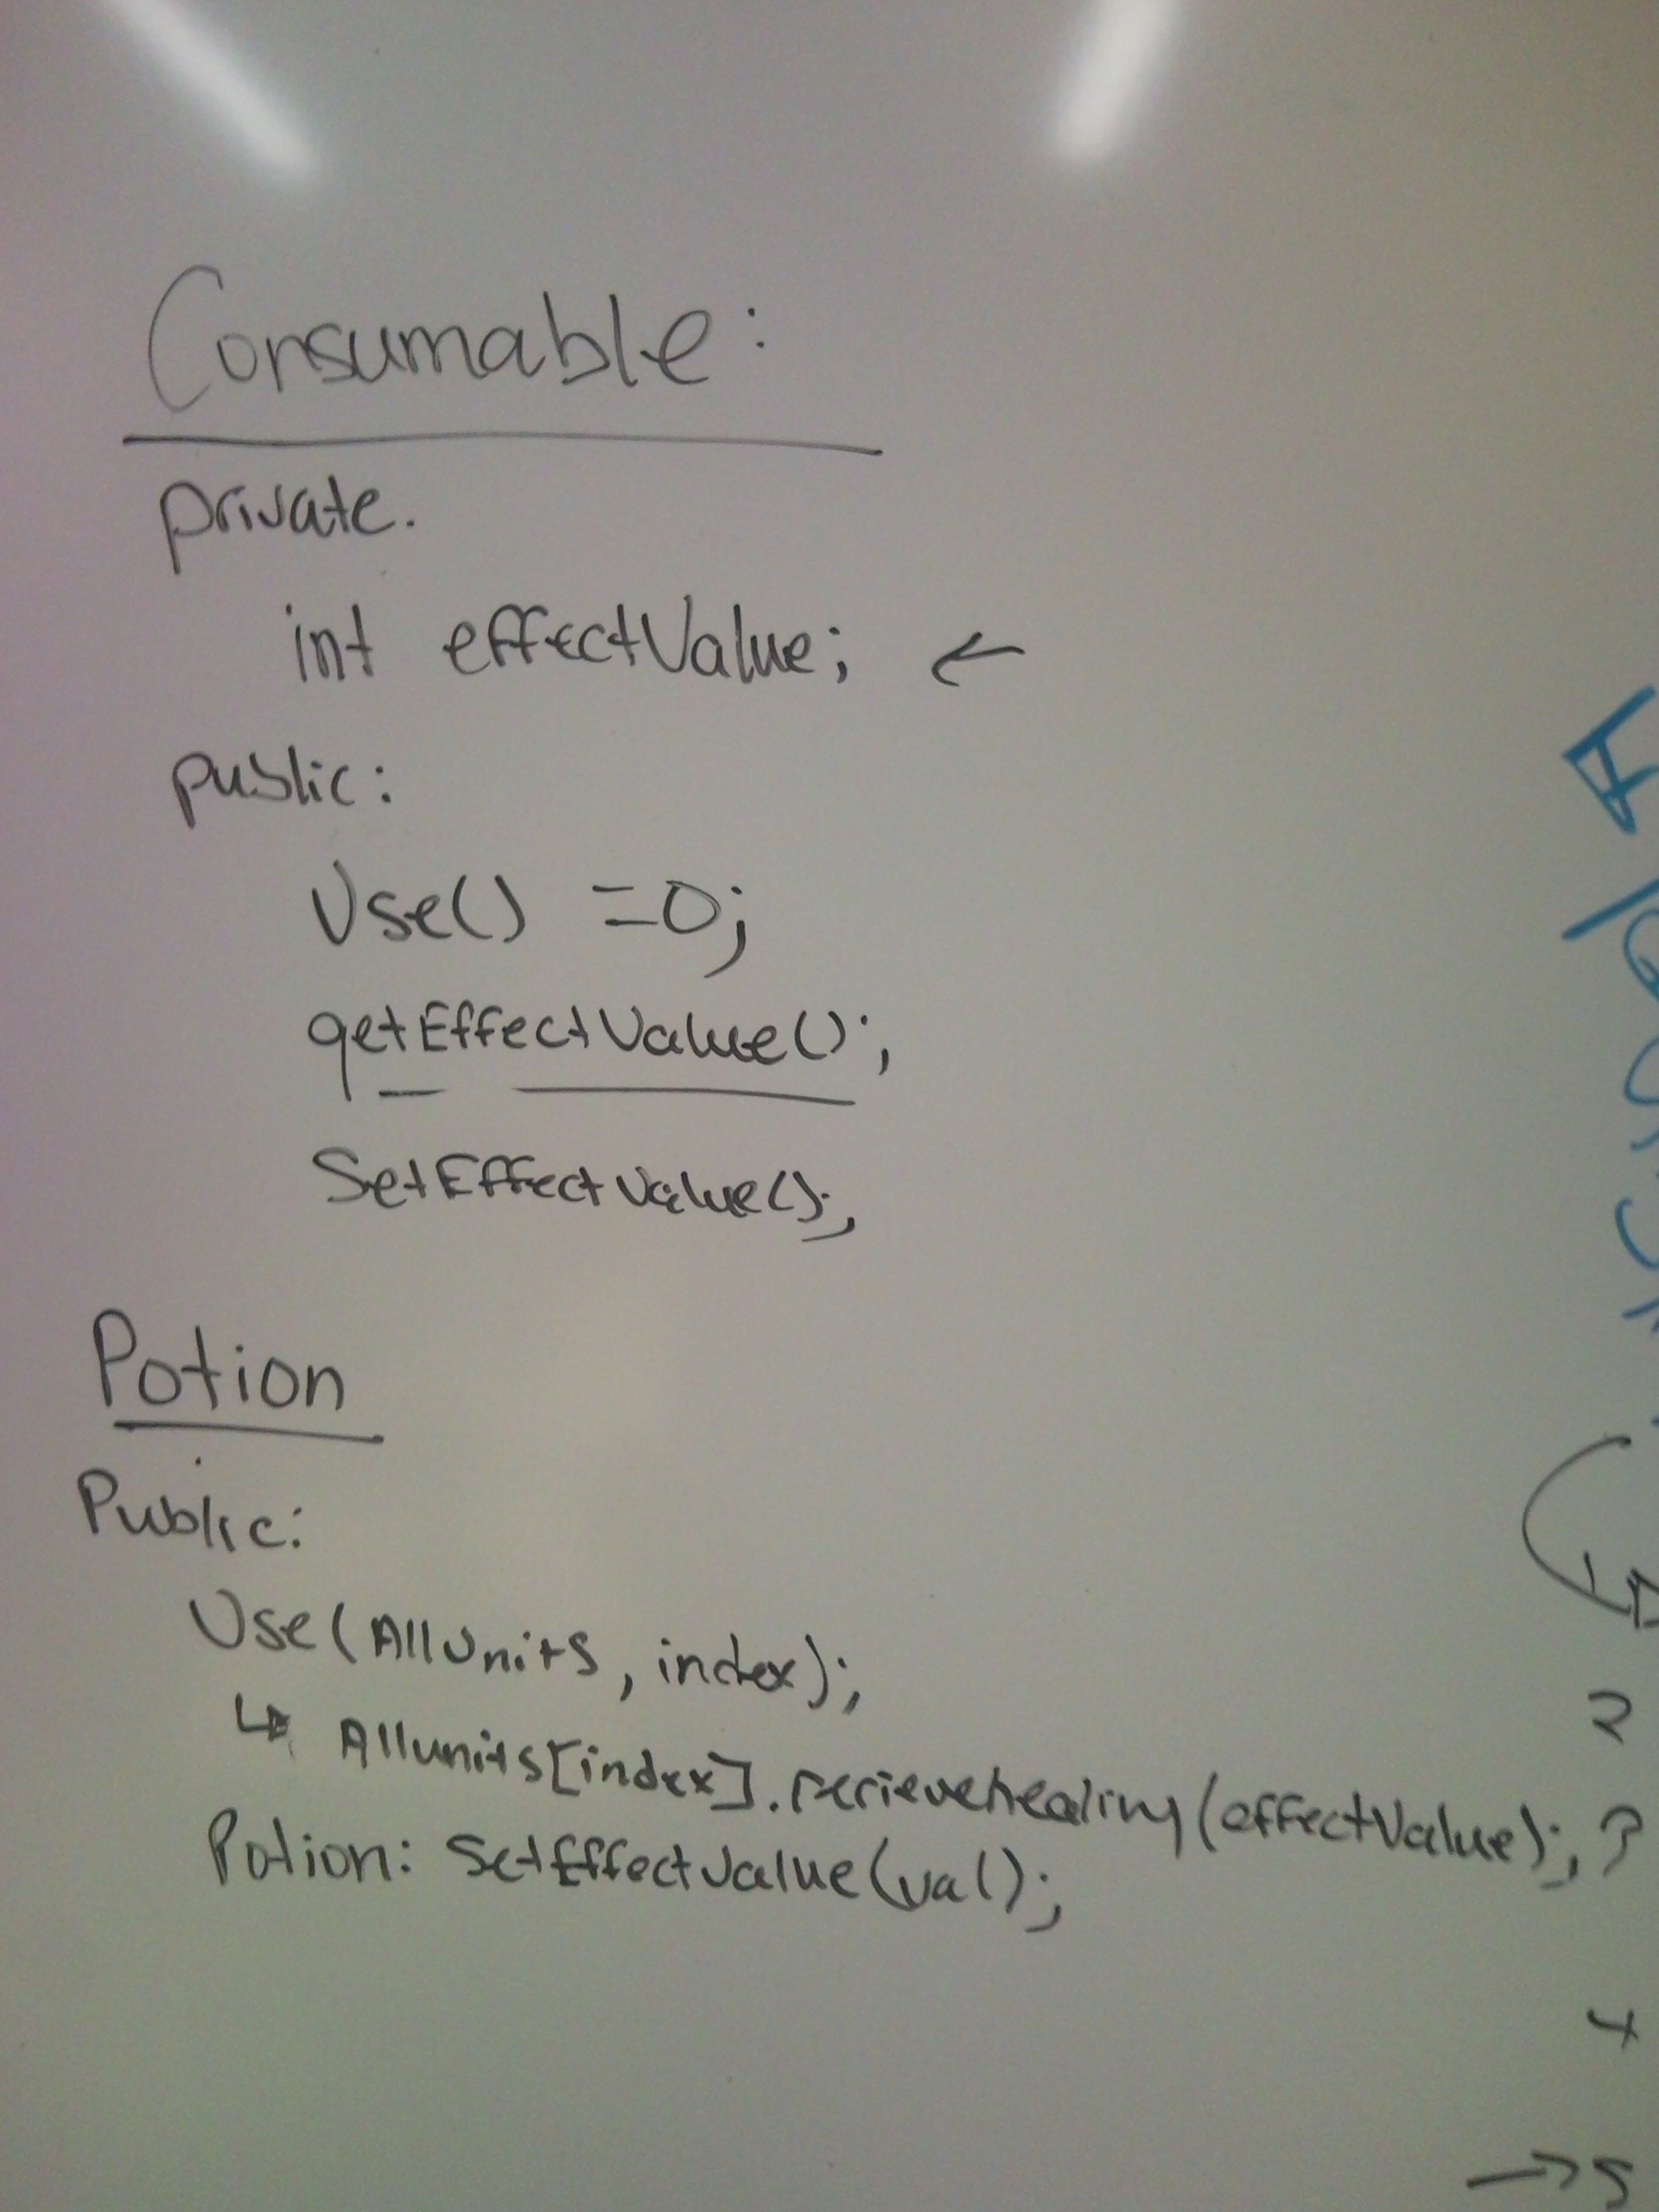 Consumable:
private.
int effectValue; ←
public:
Use() =0;
getEffectValue();
SetEffectValue();
Potion
Public:
Use(AllUnits, index);
↳ Allunits[index].recievehealing(effectValue);
Potion: SetEffectValue(val);
2
3
4
→5